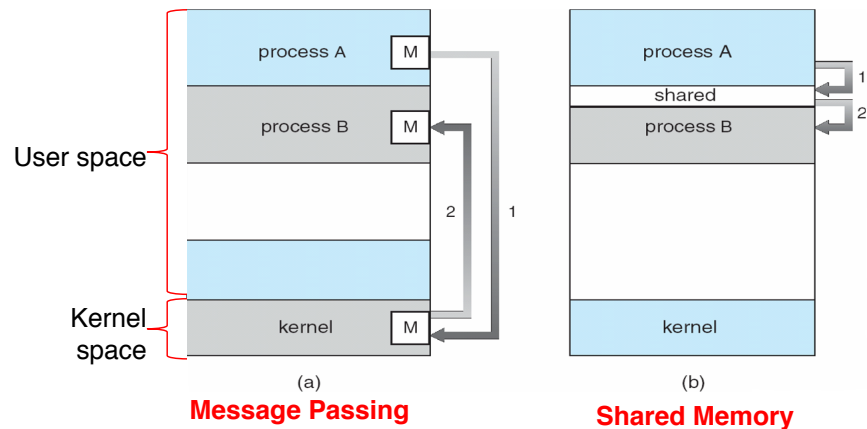 process A
M
process B
M
User space
2
1
Kernel
space
kernel
M
(a)
Message Passing
process A
1
shared
2
process B
kernel
(b)
Shared Memory